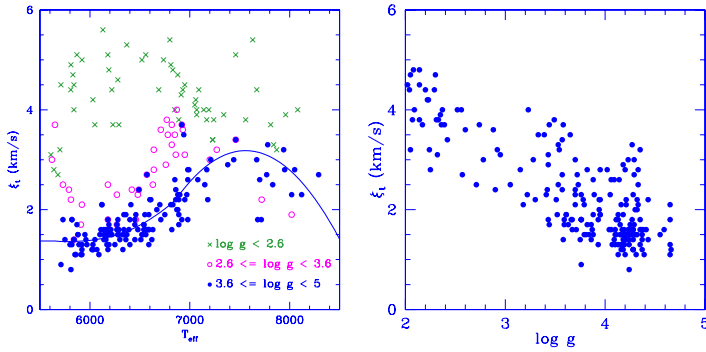 6
4
2
0
ξt (km/s)
× log g < 2.6
○ 2.6 <= log g < 3.6
● 3.6 <= log g < 5
6000 7000 8000
Teff
6
4
2
0
ξt (km/s)
2 3 4 5
log g